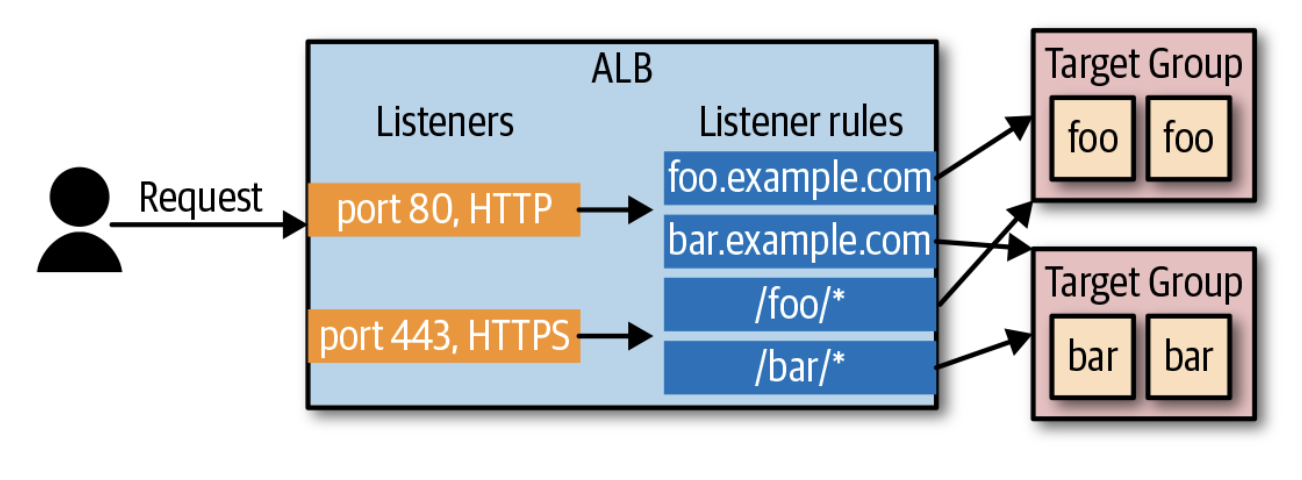 ALB
Listeners
Listener rules
Request
port 80, HTTP
port 443, HTTPS
foo.example.com
bar.example.com
/foo/*
/bar/*
Target Group
foo foo
Target Group
bar bar